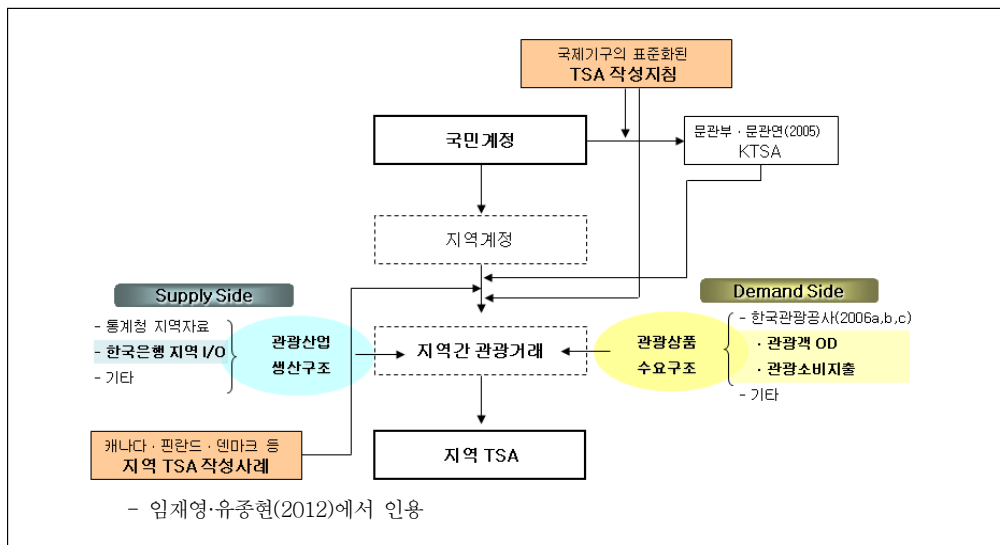 국제기구의 표준화된
TSA 작성지침
국민계정
문관부·문관연(2005)
KTSA
지역계정
Supply Side
- 통계청 지역자료
- 한국은행 지역 I/O
- 기타
관광산업
생산구조
지역간 관광거래
관광상품
수요구조
Demand Side
- 한국관광공사(2006a,b,c)
· 관광객 OD
· 관광소비지출
- 기타
캐나다·핀란드·덴마크 등
지역 TSA 작성사례
지역 TSA
- 임재영·유종현(2012)에서 인용